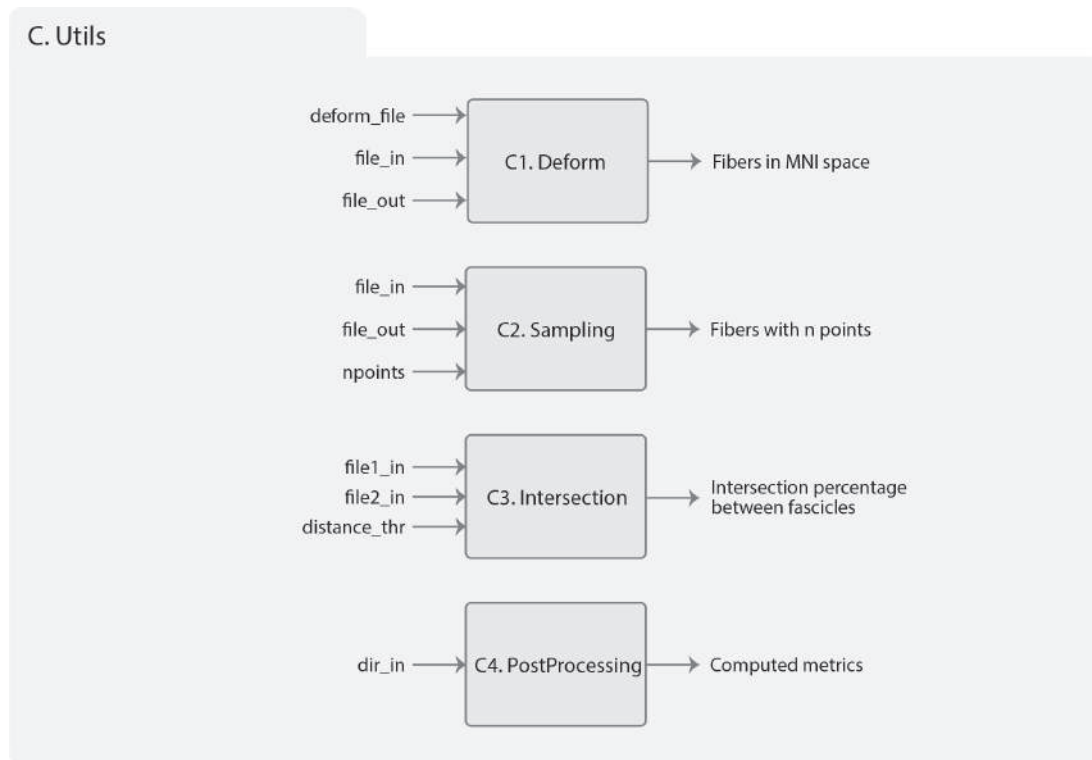 C. Utils
deform_file
file_in
file_out
C1. Deform
Fibers in MNI space
file_in
file_out
npoints
C2. Sampling
Fibers with n points
file1_in
file2_in
distance_thr
C3. Intersection
Intersection percentage
between fascicles
dir_in
C4. PostProcessing
Computed metrics